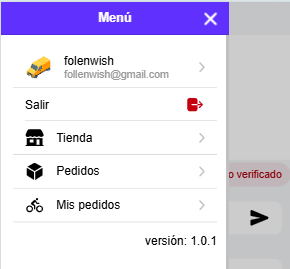 Menú
folenwish
follenwish@gmail.com
Salir
Tienda
o verificado
Pedidos
Mis pedidos
versión: 1.0.1